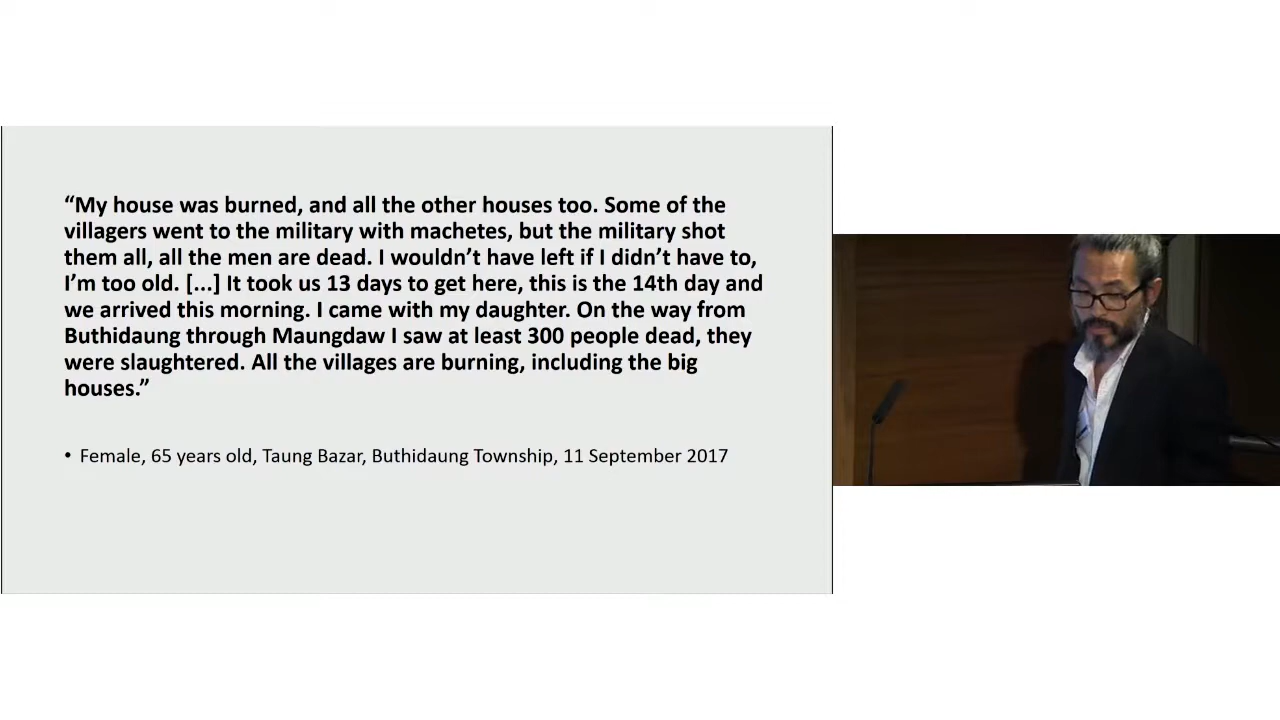 “My house was burned, and all the other houses too. Some of the
villagers went to the military with machetes, but the military shot
them all, all the men are dead. I wouldn’t have left if I didn’t have to,
I’m too old. [...] It took us 13 days to get here, this is the 14th day and
we arrived this morning. I came with my daughter. On the way from
Buthidaung through Maungdaw I saw at least 300 people dead, they
were slaughtered. All the villages are burning, including the big
houses.”
• Female, 65 years old, Taung Bazar, Buthidaung Township, 11 September 2017